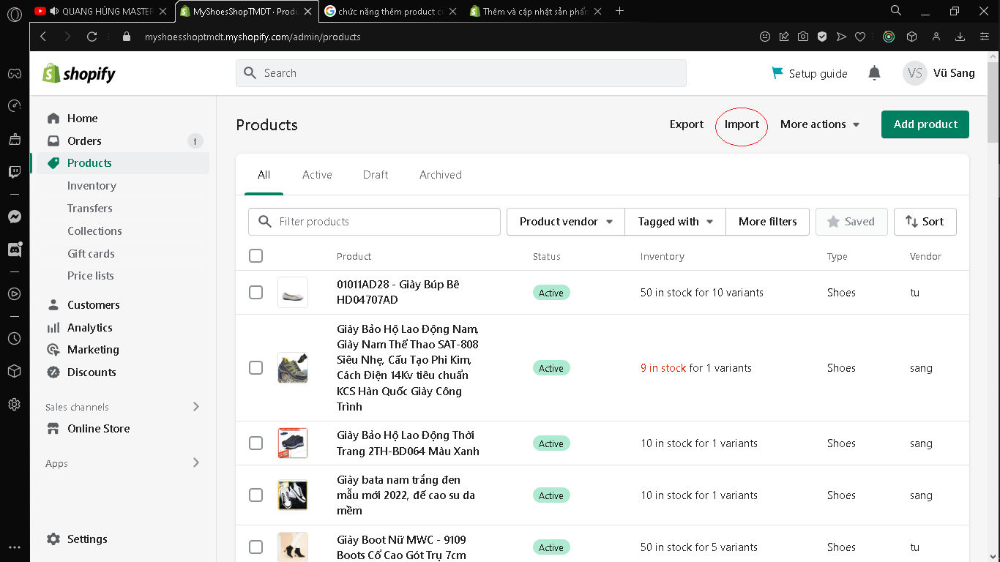 QUANG HÙNG MASTER
MyShoesShopTMDT · Produ
chức năng thêm product c
Thêm và cập nhật sản phẩn
myshoesshoptmdt.myshopify.com/admin/products
shopify
Search
Setup guide
VS
Vũ Sang
Home
Orders
1
Products
Inventory
Transfers
Collections
Gift cards
Price lists
Customers
Analytics
Marketing
Discounts
Sales channels
Online Store
Apps
Settings
Products
Export
Import
More actions
Add product
All
Active
Draft
Archived
Filter products
Product vendor
Tagged with
More filters
Saved
Sort
Product
Status
Inventory
Type
Vendor
01011AD28 - Giày Búp Bê
HD04707AD
Active
50 in stock for 10 variants
Shoes
tu
Giày Bảo Hộ Lao Động Nam,
Giày Nam Thể Thao SAT-808
Siêu Nhẹ, Cấu Tạo Phi Kim,
Cách Điện 14Kv tiêu chuẩn
KCS Hàn Quốc Giày Công
Trình
Active
9 in stock for 1 variants
Shoes
sang
Giày Bảo Hộ Lao Động Thời
Trang 2TH-BD064 Màu Xanh
Active
10 in stock for 1 variants
Shoes
sang
Giày bata nam trắng đen
mẫu mới 2022, đế cao su da
mềm
Active
10 in stock for 1 variants
Shoes
sang
Giày Boot Nữ MWC - 9109
Boots Cổ Cao Gót Trụ 7cm
Active
50 in stock for 5 variants
Shoes
tu